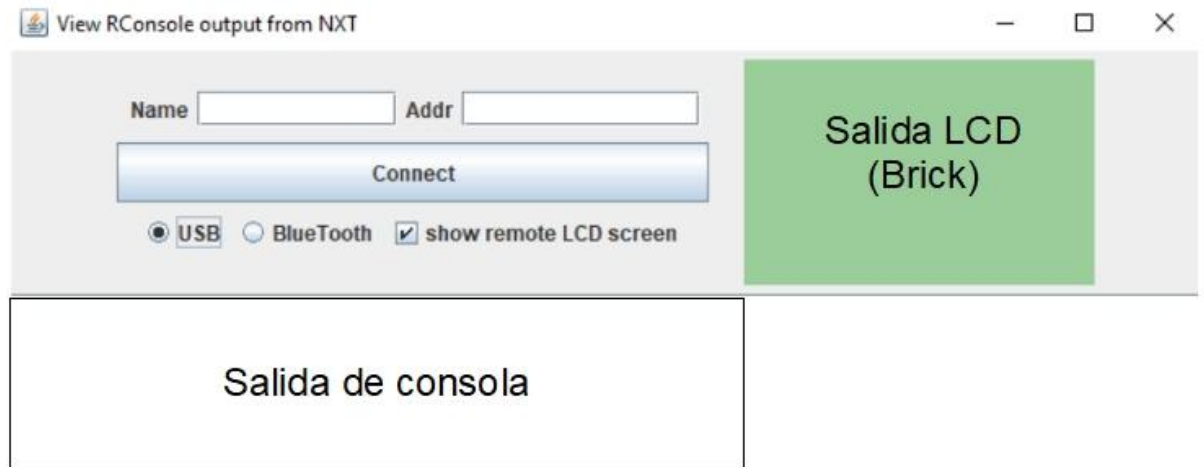 View RConsole output from NXT
Name Addr
Connect
USB BlueTooth show remote LCD screen
Salida LCD
(Brick)
Salida de consola